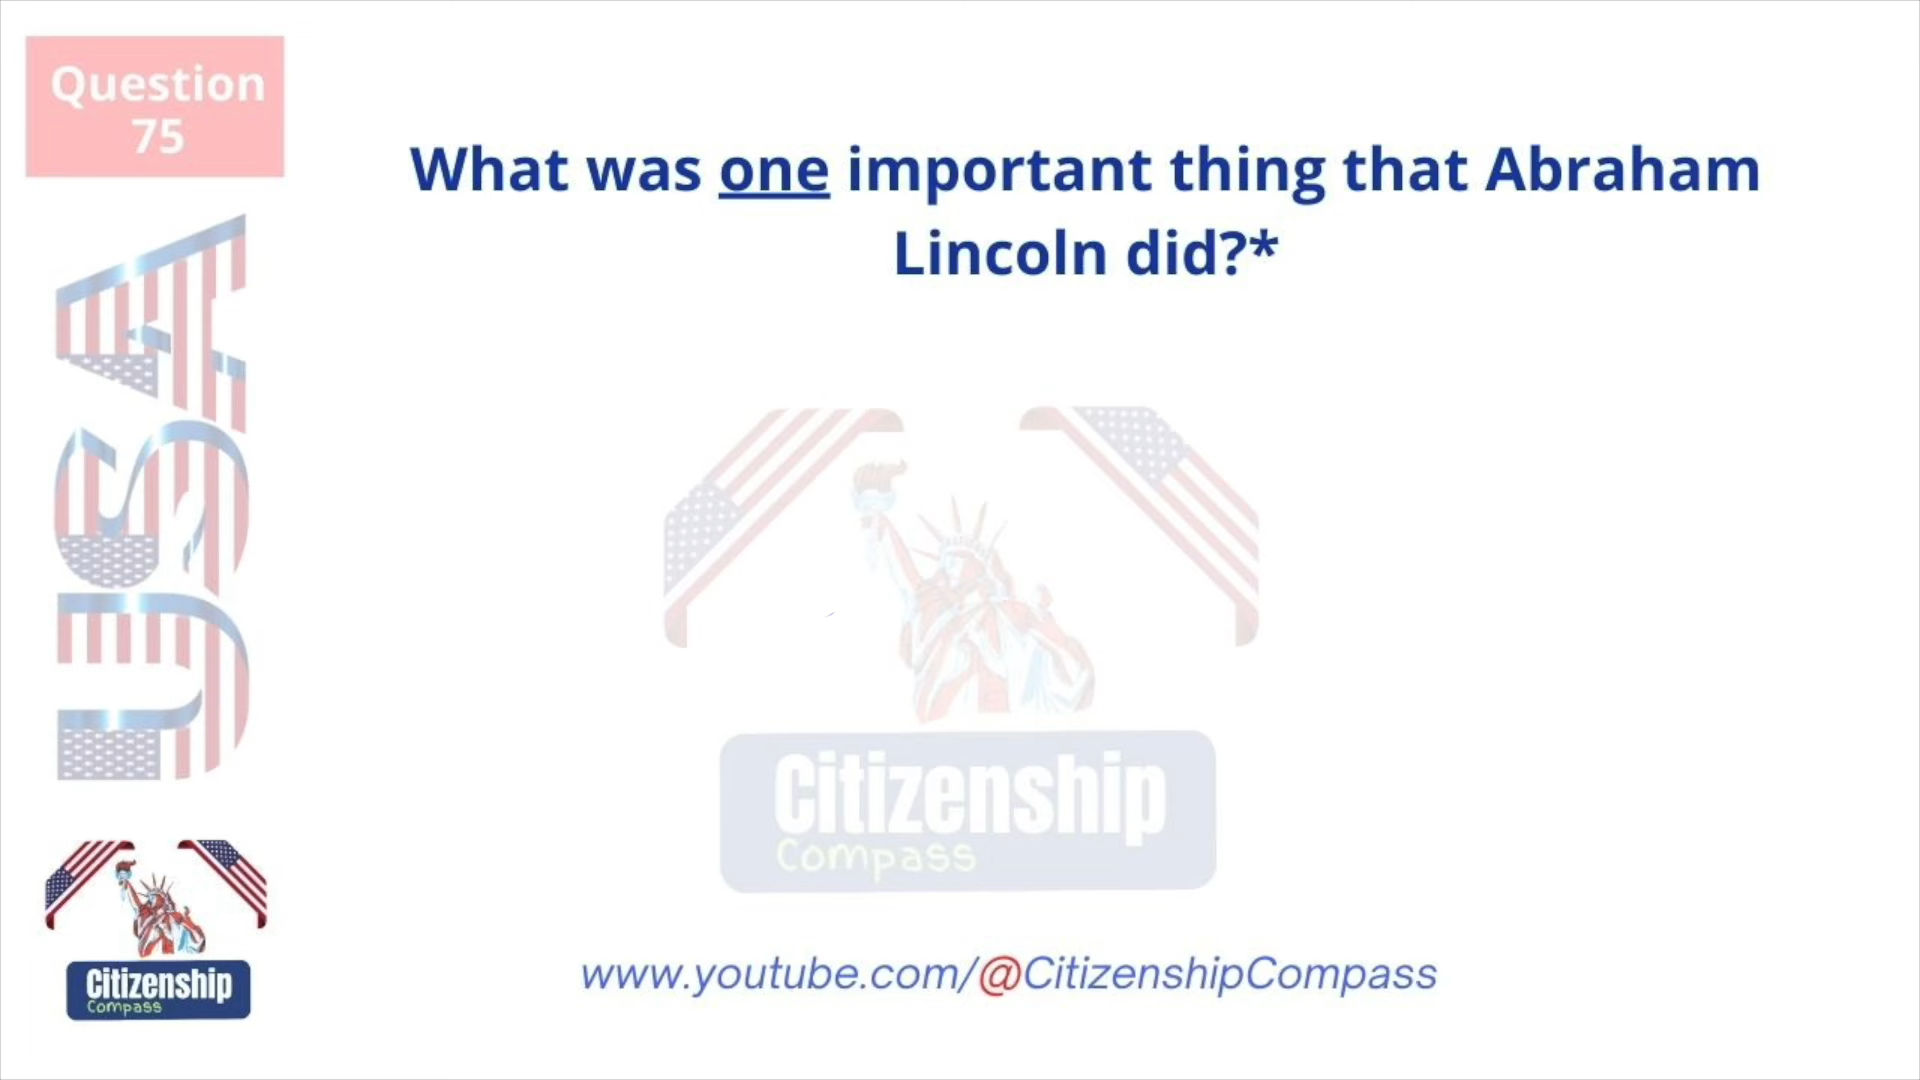 Question
75
What was one important thing that Abraham
Lincoln did?*
USA
Citizenship
Compass
Citizenship
Compass
www.youtube.com/@CitizenshipCompass